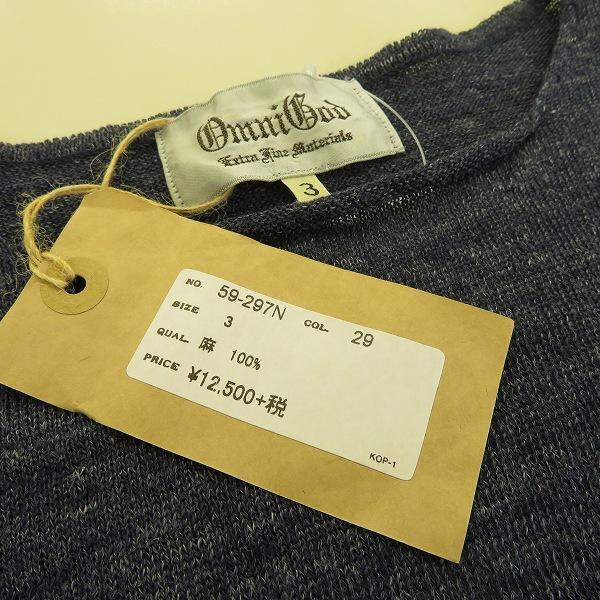 OmniGod
Extra Fine Materials
3
NO. 59-297N COL. 29
SIZE 3
QUAL. 麻 100%
PRICE ¥12,500+税
KOP-1